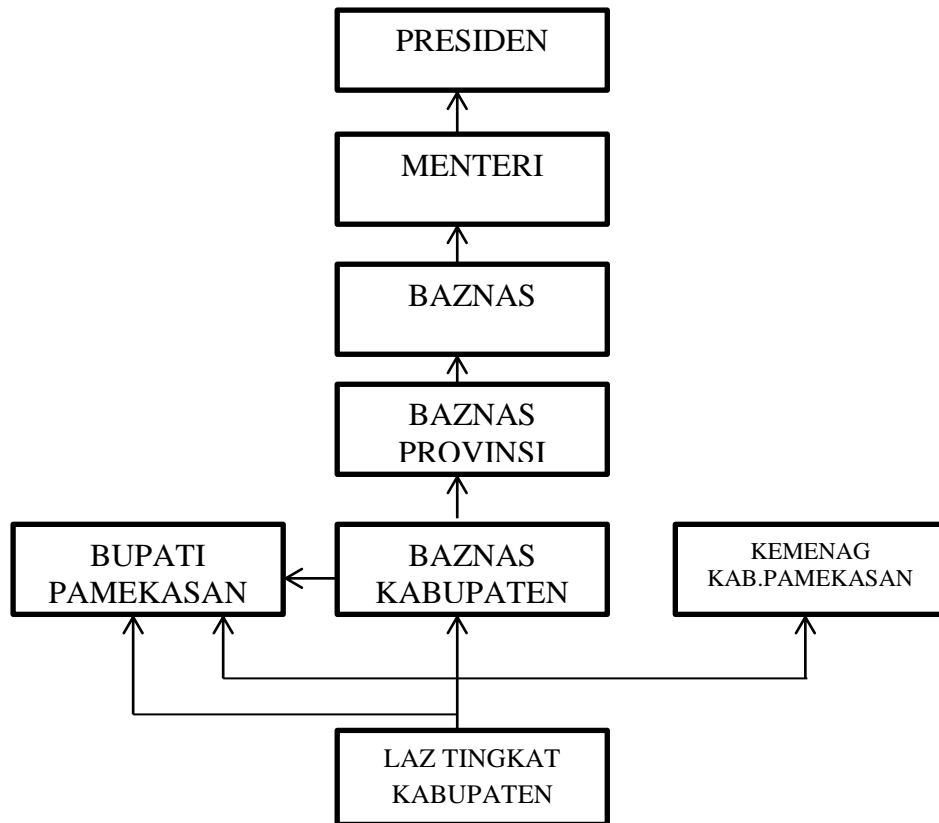 PRESIDEN
MENTERI
BAZNAS
BAZNAS
PROVINSI
BUPATI
PAMEKASAN
BAZNAS
KABUPATEN
KEMENAG
KAB.PAMEKASAN
LAZ TINGKAT
KABUPATEN